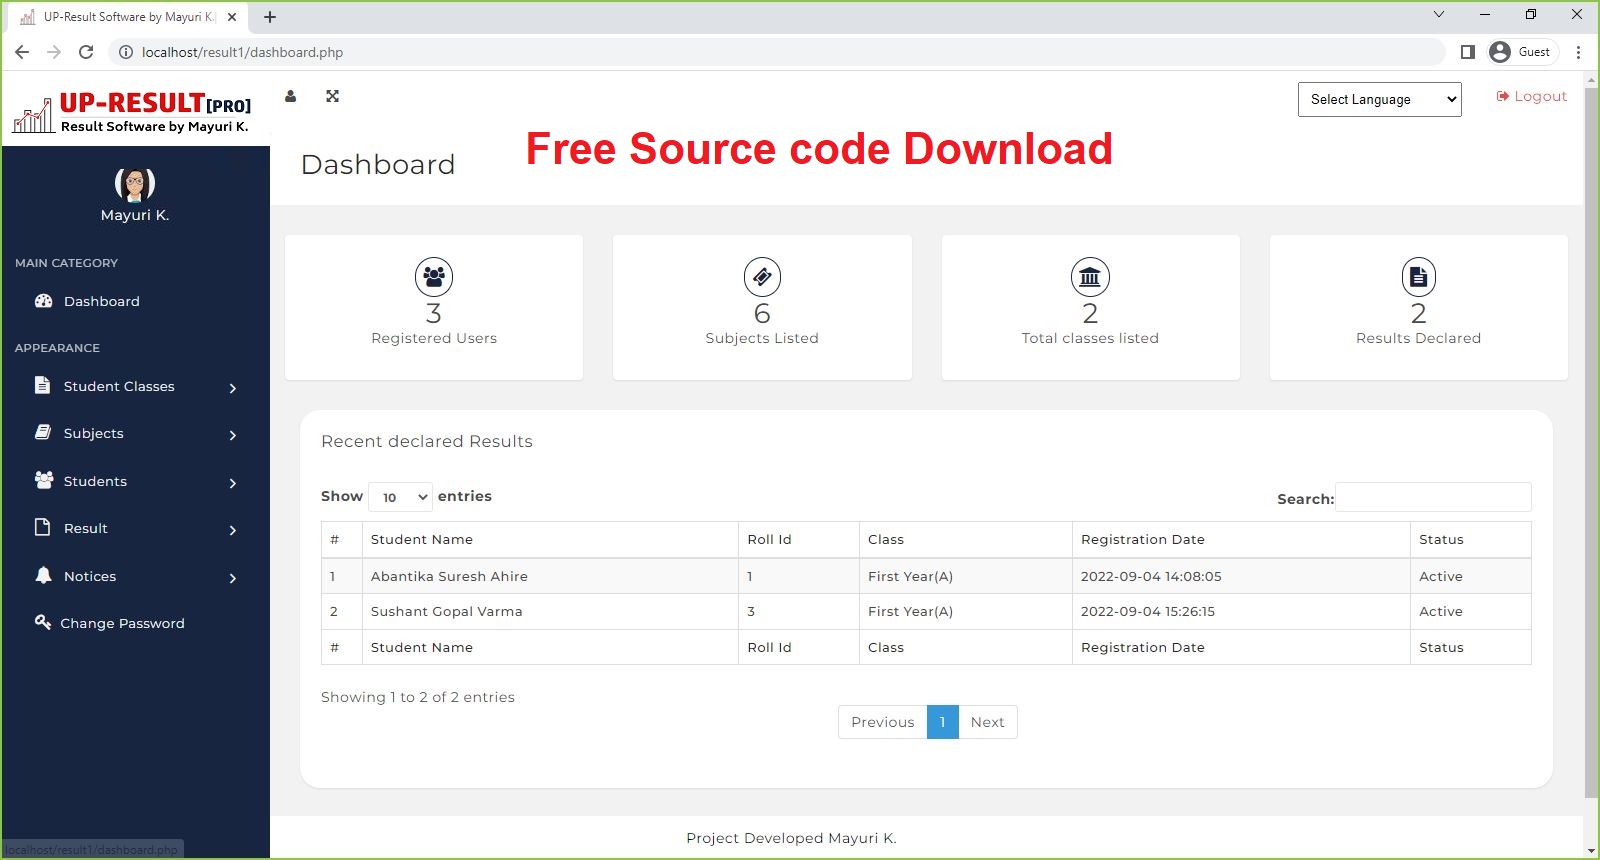 UP-Result Software by Mayuri K.
localhost/result1/dashboard.php
Guest
UP-RESULT[PRO]
Result Software by Mayuri K.
Select Language
Logout
Free Source code Download
Dashboard
Mayuri K.
MAIN CATEGORY
Dashboard
APPEARANCE
Student Classes
Subjects
Students
Result
Notices
Change Password
3
Registered Users
6
Subjects Listed
2
Total classes listed
2
Results Declared
Recent declared Results
Show 10 entries
Search:
# Student Name Roll Id Class Registration Date Status
1 Abantika Suresh Ahire 1 First Year(A) 2022-09-04 14:08:05 Active
2 Sushant Gopal Varma 3 First Year(A) 2022-09-04 15:26:15 Active
# Student Name Roll Id Class Registration Date Status
Showing 1 to 2 of 2 entries
Previous 1 Next
Project Developed Mayuri K.
localhost/result1/dashboard.php